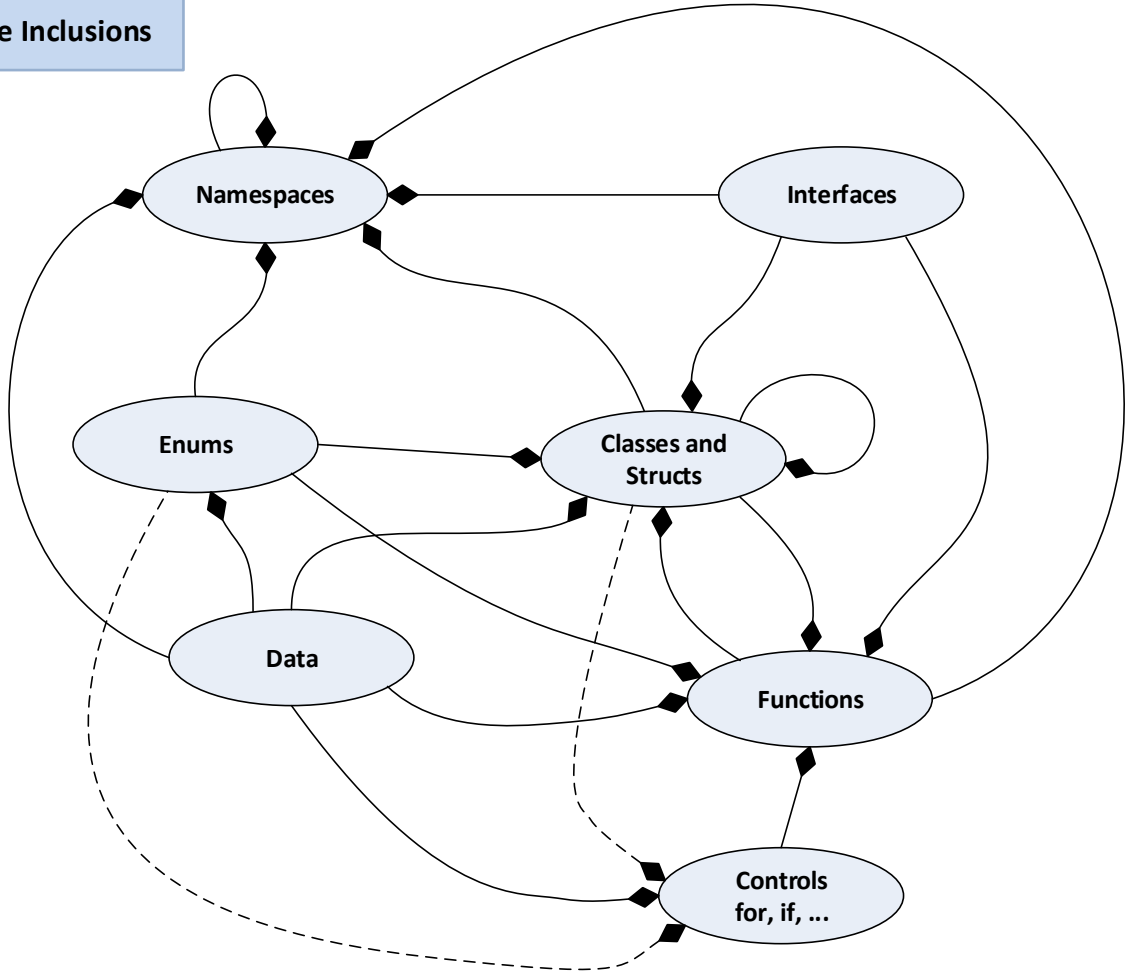 e Inclusions
Namespaces
Interfaces
Enums
Classes and
Structs
Data
Functions
Controls
for, if, ...